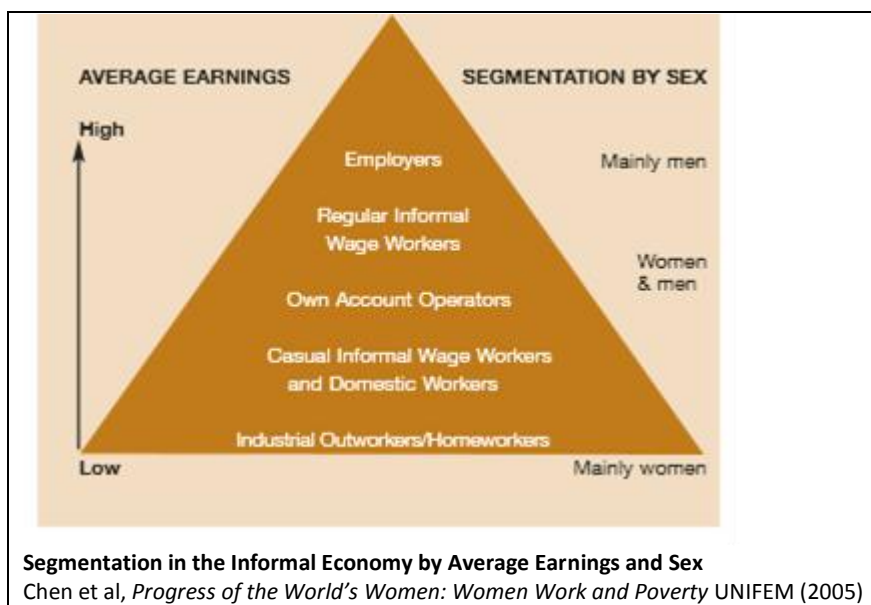 AVERAGE EARNINGS
SEGMENTATION BY SEX
High
Employers
Mainly men
Regular Informal
Wage Workers
Women
& men
Own Account Operators
Casual Informal Wage Workers
and Domestic Workers
Industrial Outworkers/Homeworkers
Low
Mainly women
Segmentation in the Informal Economy by Average Earnings and Sex
Chen et al, Progress of the World’s Women: Women Work and Poverty UNIFEM (2005)